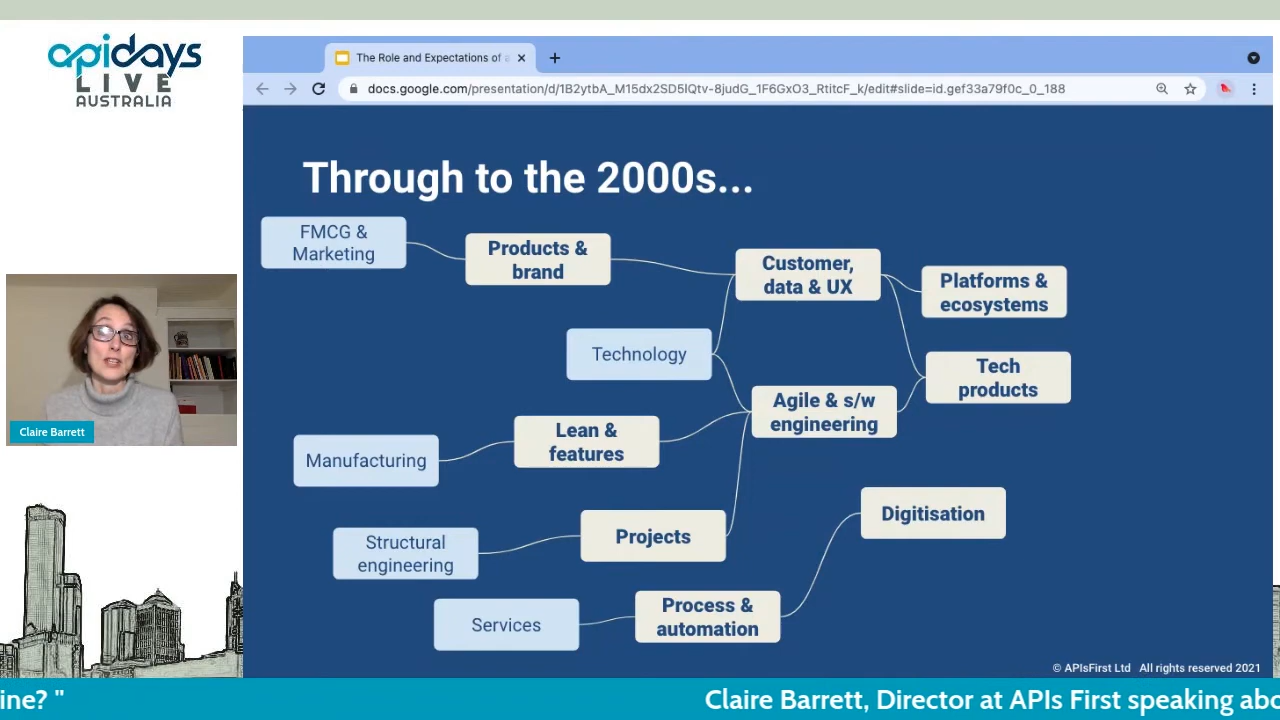 apidays
LIVE
AUSTRALIA
The Role and Expectations of a
docs.google.com/presentation/d/1B2ytbA_M15dx2SD5IQtv-8judG_1F6GxO3_RtitcF_k/edit#slide=id.gef33a79f0c_0_188
Through to the 2000s...
FMCG &
Marketing
Products &
brand
Customer,
data & UX
Platforms &
ecosystems
Technology
Tech
products
Agile & s/w
engineering
Lean &
features
Manufacturing
Digitisation
Projects
Structural
engineering
Process &
automation
Services
Claire Barrett
© APIsFirst Ltd All rights reserved 2021
ine? " Claire Barrett, Director at APIs First speaking abo